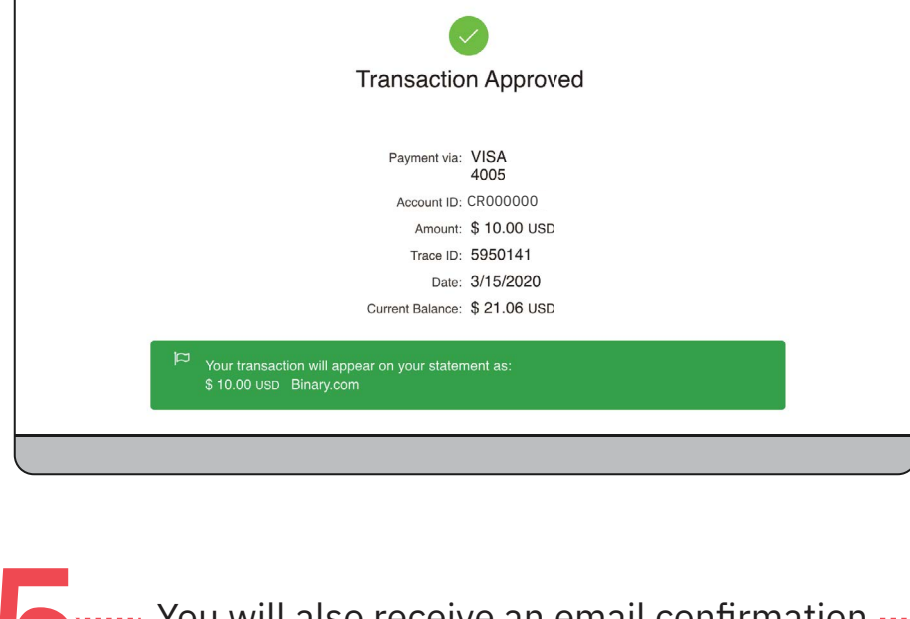 Transaction Approved
Payment via: VISA
4005
Account ID: CR000000
Amount: $ 10.00 USD
Trace ID: 5950141
Date: 3/15/2020
Current Balance: $ 21.06 USD
Your transaction will appear on your statement as:
$ 10.00 USD Binary.com
5 You will also receive an email confirmation